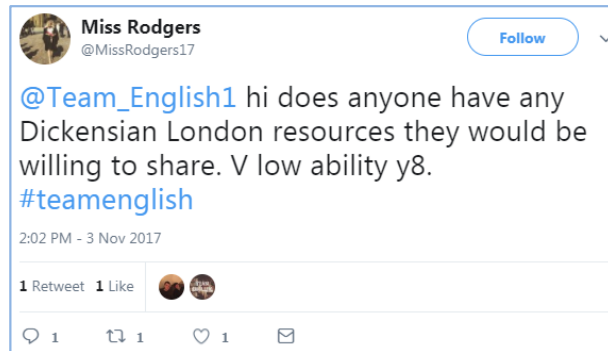 Miss Rodgers
@MissRodgers17
Follow
@Team_English1 hi does anyone have any
Dickensian London resources they would be
willing to share. V low ability y8.
#teamenglish
2:02 PM - 3 Nov 2017
1 Retweet 1 Like
1 1 1